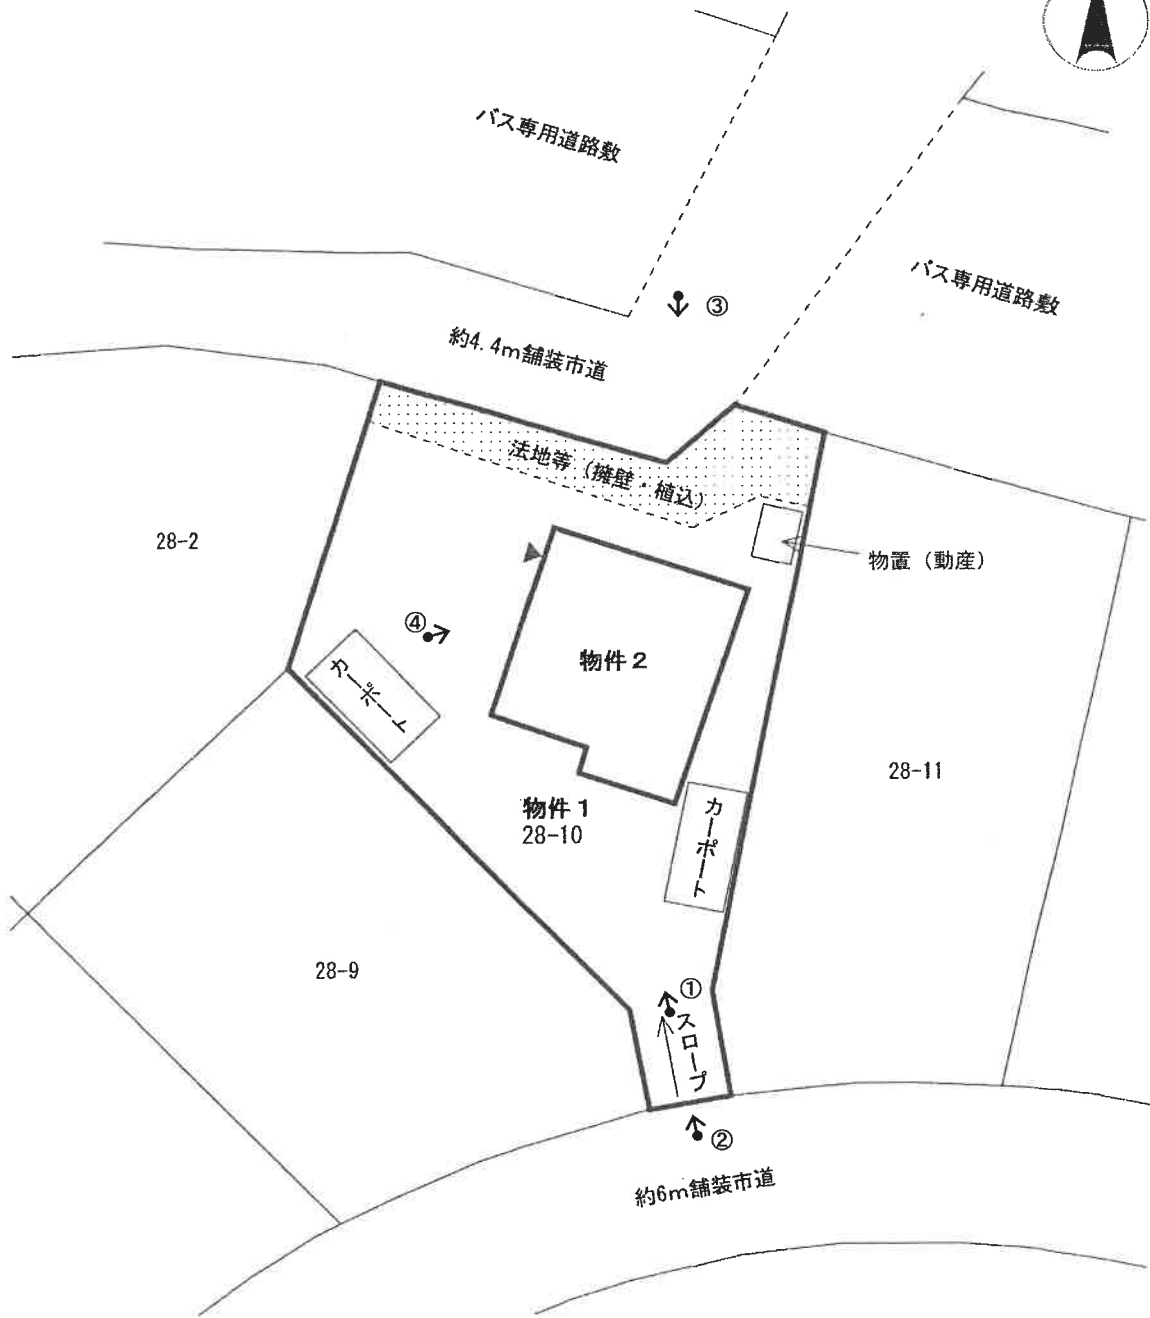 バス専用道路敷
バス専用道路敷
③
約4.4m舗装市道
法地等（擁壁・植込）
28-2
物置（動産）
④
物件2
カーポート
28-11
物件1
28-10
カーポート
28-9
①
スロープ
②
約6m舗装市道